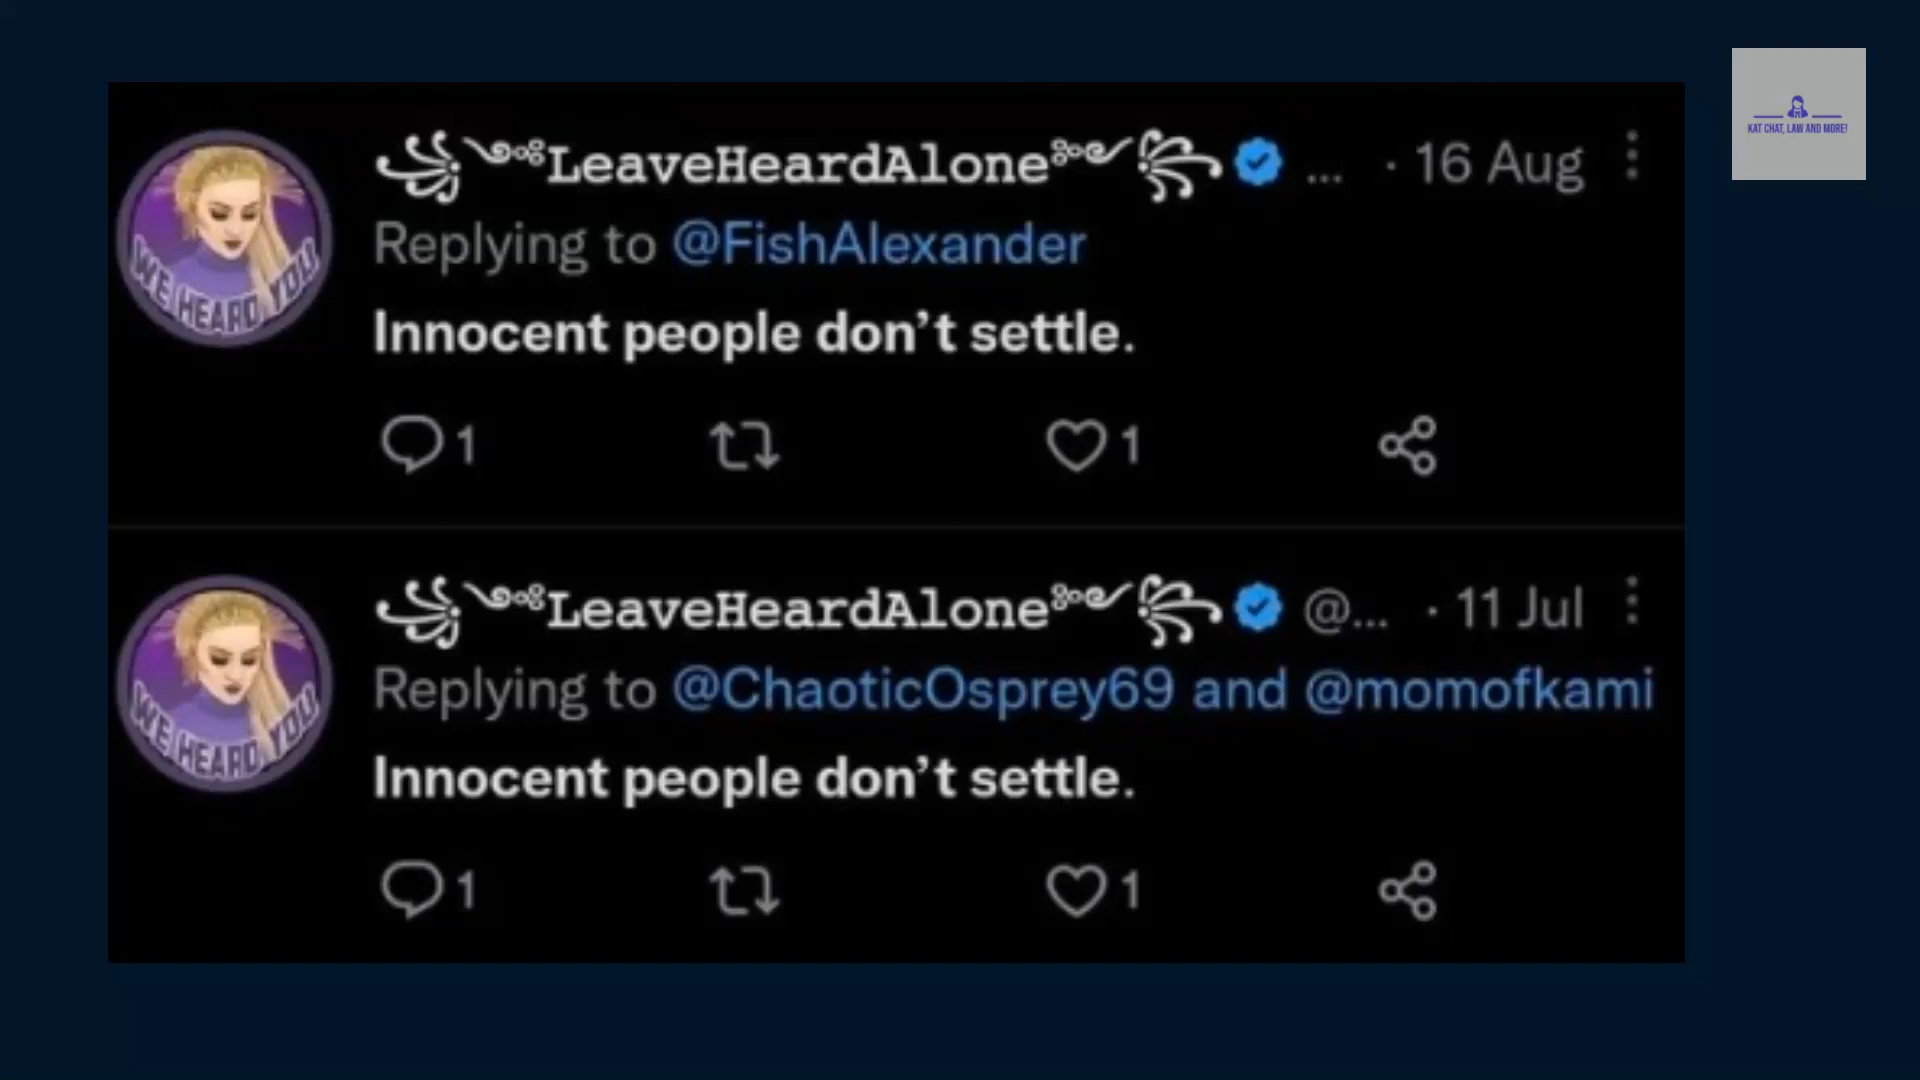 ꧁༺LeaveHeardAlone༻꧂ ... · 16 Aug
Replying to @FishAlexander
Innocent people don’t settle.
1 1
꧁༺LeaveHeardAlone༻꧂ @... · 11 Jul
Replying to @ChaoticOsprey69 and @momofkami
Innocent people don’t settle.
1 1
WE HEARD YOU
WE HEARD YOU
KAT CHAT, LAW AND MORE!